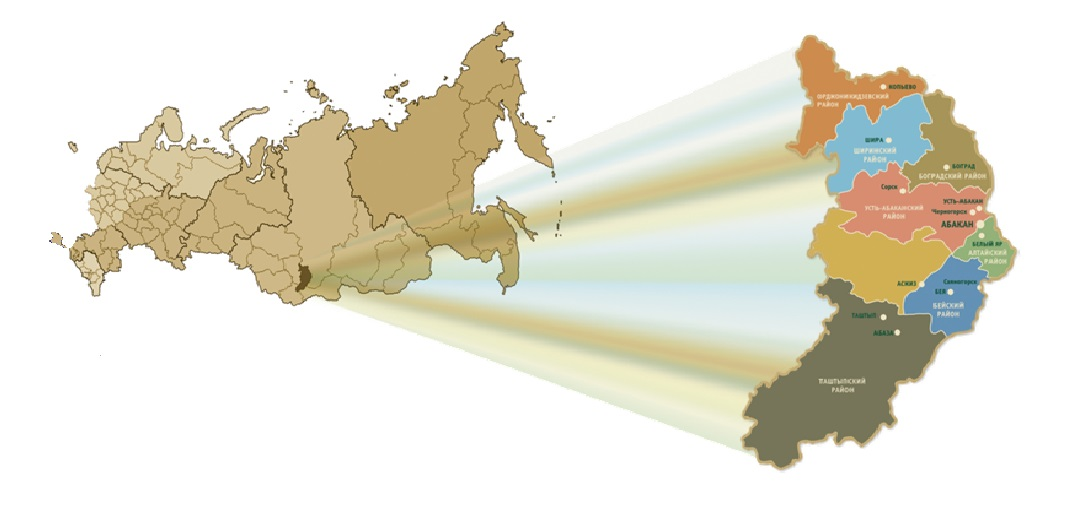 КОПЬЕВО
ОРДЖОНИКИДЗЕВСКИЙ
РАЙОН
ШИРА
ШИРИНСКИЙ
РАЙОН
БОГРАД
БОГРАДСКИЙ РАЙОН
Сорск
УСТЬ-АБАКАН
УСТЬ-АБАКАНСКИЙ
РАЙОН
Черногорск
АБАКАН
БЕЛЫЙ ЯР
АЛТАЙСКИЙ
РАЙОН
АСКИЗ
Саяногорск
БЕЯ
БЕЙСКИЙ
РАЙОН
ТАШТЫП
АБАЗА
ТАШТЫПСКИЙ
РАЙОН